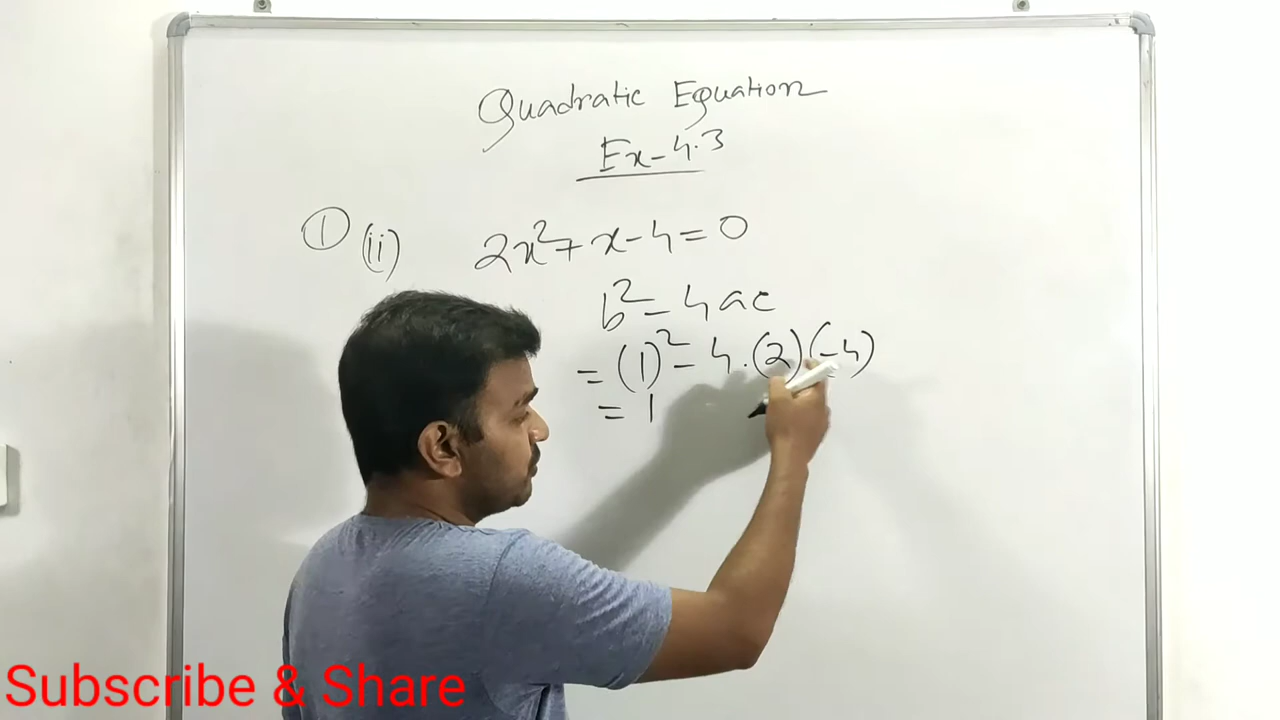 Quadratic Equation
Ex-4.3
① (ii) 2x²+x-4=0
b²-4ac
=(1)²-4.(2)(-4)
=1
Subscribe & Share